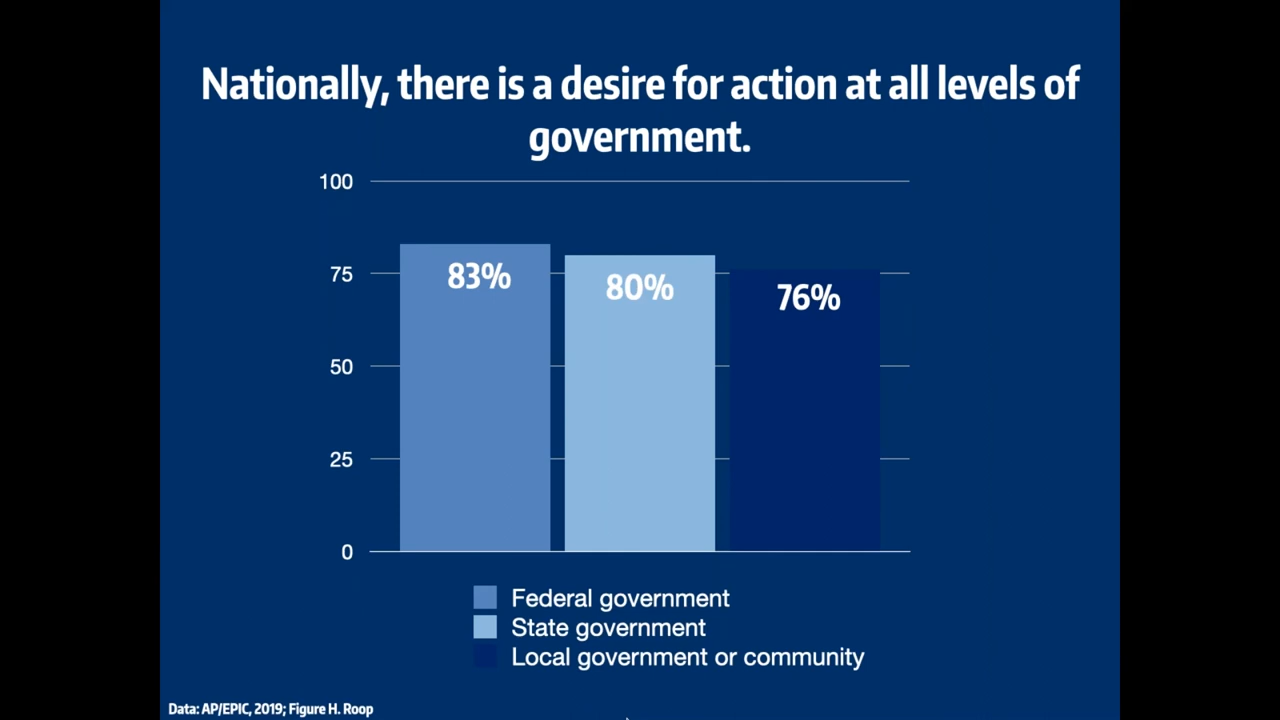 Nationally, there is a desire for action at all levels of
government.
100
75
50
25
0
83%
80%
76%
Federal government
State government
Local government or community
Data: AP/EPIC, 2019; Figure H. Roop